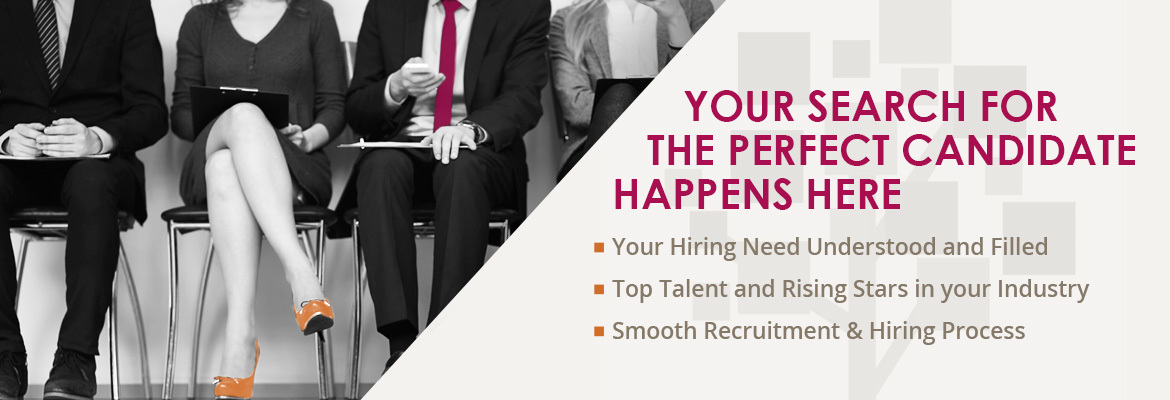 YOUR SEARCH FOR
THE PERFECT CANDIDATE
HAPPENS HERE
Your Hiring Need Understood and Filled
Top Talent and Rising Stars in your Industry
Smooth Recruitment & Hiring Process